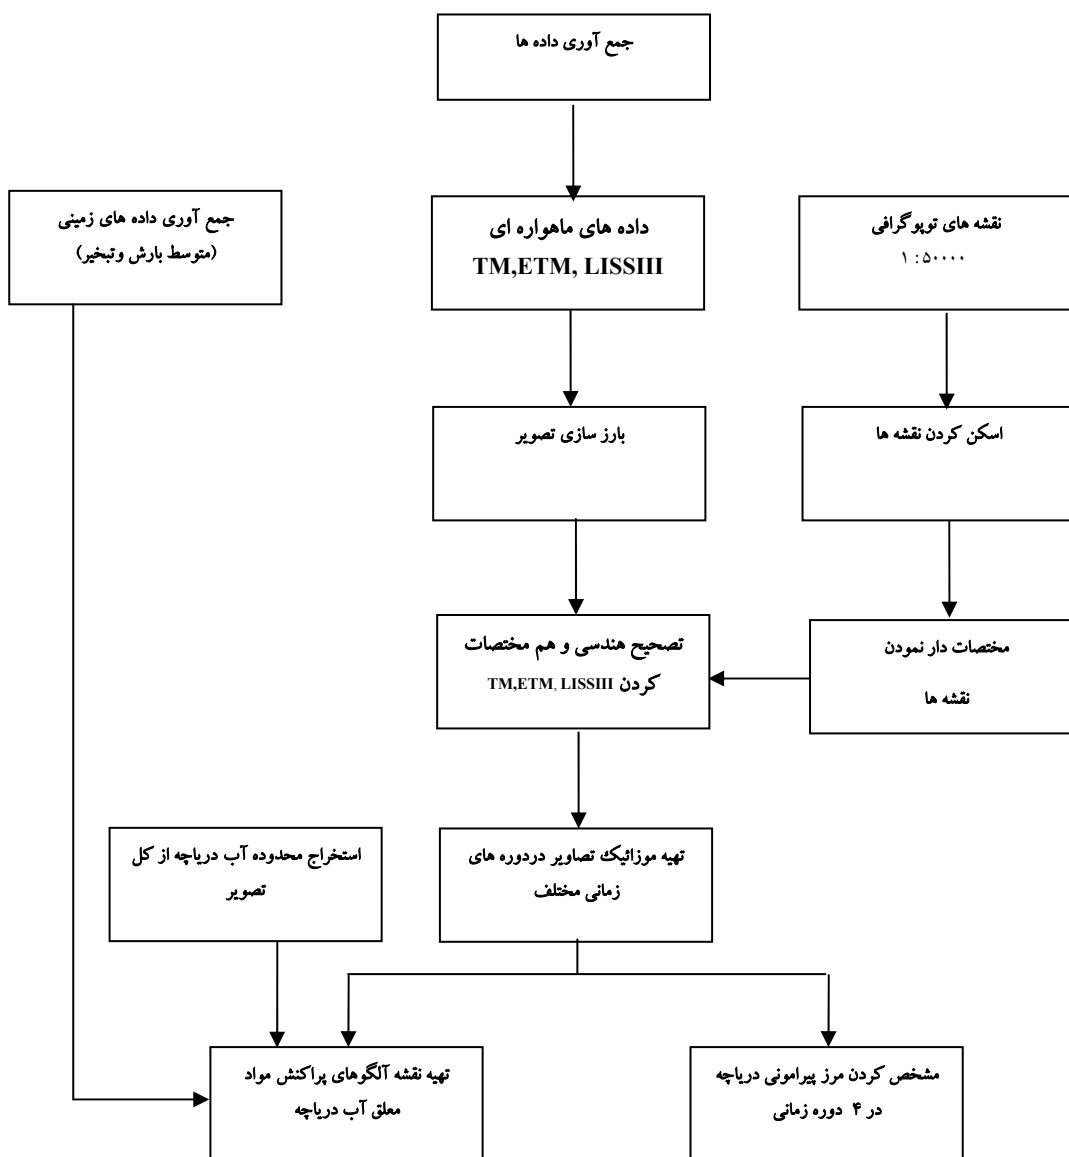 جمع آوری داده ها
جمع آوری داده های زمینی
(متوسط بارش وتبخیر)
داده های ماهواره ای
TM,ETM, LISSIII
نقشه های توپوگرافی
۱ : ۵۰۰۰۰
بارز سازی تصویر
اسکن کردن نقشه ها
تصحیح هندسی و هم مختصات
کردن TM,ETM, LISSIII
مختصات دار نمودن
نقشه ها
استخراج محدوده آب دریاچه از کل
تصویر
تهیه موزائیک تصاویر دردوره های
زمانی مختلف
تهیه نقشه آلگوهای پراکنش مواد
معلق آب دریاچه
مشخص کردن مرز پیرامونی دریاچه
در ۴ دوره زمانی